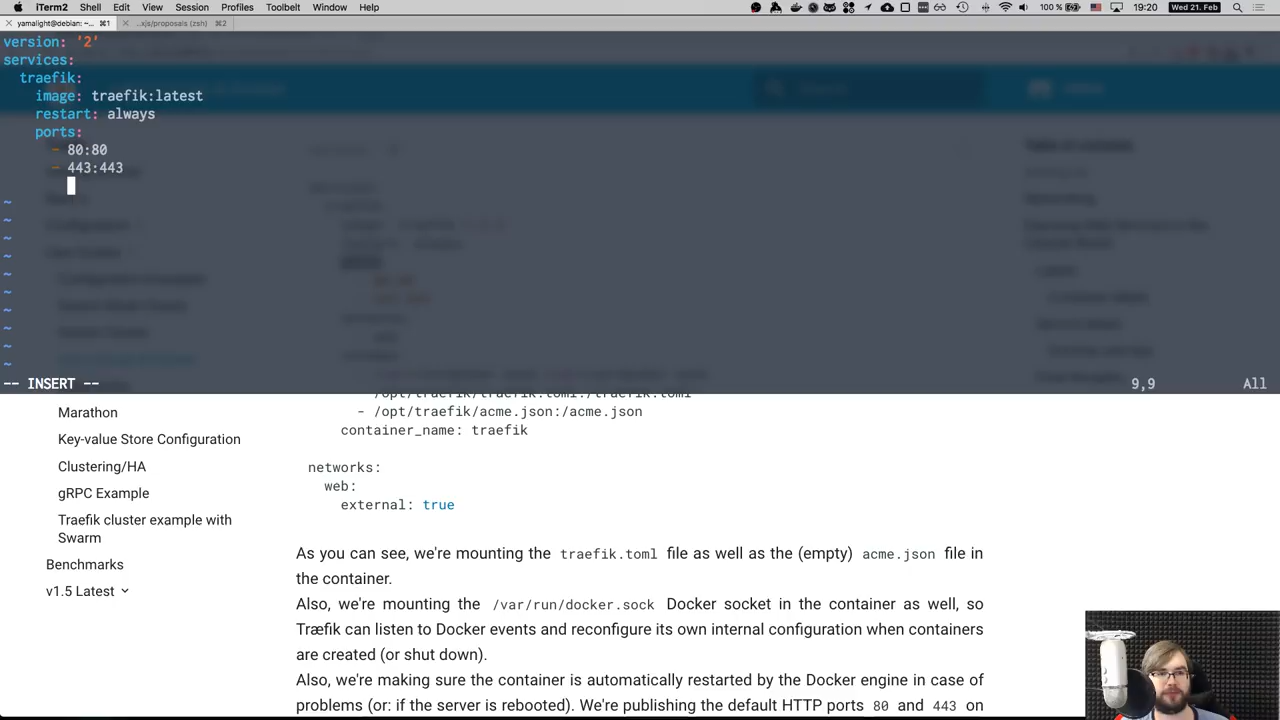 iTerm2 Shell Edit View Session Profiles Toolbelt Window Help 100 % 19:20 Wed 21. Feb
yamalight@debian: ~... ⌘1 ..xjs/proposals (zsh) ⌘2
version: '2'
services:
traefik:
image: traefik:latest
restart: always
ports:
- 80:80
- 443:443
~
~
~
~
~
~
~
~
~
~
-- INSERT -- 9,9 All
- /opt/traefik/acme.json:/acme.json
container_name: traefik
networks:
web:
external: true
Marathon
Key-value Store Configuration
Clustering/HA
gRPC Example
Traefik cluster example with
Swarm
Benchmarks
v1.5 Latest
As you can see, we're mounting the traefik.toml file as well as the (empty) acme.json file in
the container.
Also, we're mounting the /var/run/docker.sock Docker socket in the container as well, so
Træfik can listen to Docker events and reconfigure its own internal configuration when containers
are created (or shut down).
Also, we're making sure the container is automatically restarted by the Docker engine in case of
problems (or: if the server is rebooted). We're publishing the default HTTP ports 80 and 443 on